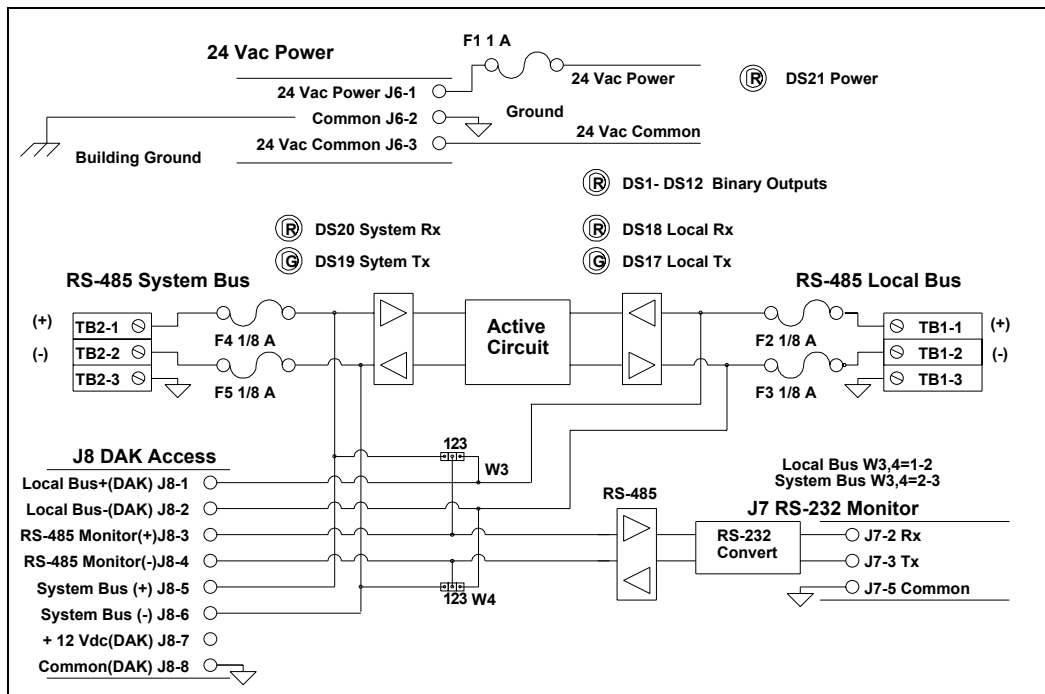 24 Vac Power
F1 1 A
24 Vac Power
R DS21 Power
24 Vac Power J6-1
Common J6-2
Ground
24 Vac Common J6-3
24 Vac Common
Building Ground
R DS1- DS12 Binary Outputs
R DS20 System Rx
R DS18 Local Rx
G DS19 Sytem Tx
G DS17 Local Tx
RS-485 System Bus
RS-485 Local Bus
(+)
TB2-1
F4 1/8 A
Active
Circuit
F2 1/8 A
TB1-1
(+)
(-)
TB2-2
TB1-2
(-)
TB2-3
F5 1/8 A
F3 1/8 A
TB1-3
J8 DAK Access
123
W3
Local Bus W3,4=1-2
System Bus W3,4=2-3
Local Bus+(DAK) J8-1
RS-485
Local Bus-(DAK) J8-2
J7 RS-232 Monitor
RS-485 Monitor(+)J8-3
RS-232
Convert
J7-2 Rx
RS-485 Monitor(-)J8-4
J7-3 Tx
System Bus (+) J8-5
123 W4
J7-5 Common
System Bus (-) J8-6
+ 12 Vdc(DAK) J8-7
Common(DAK) J8-8